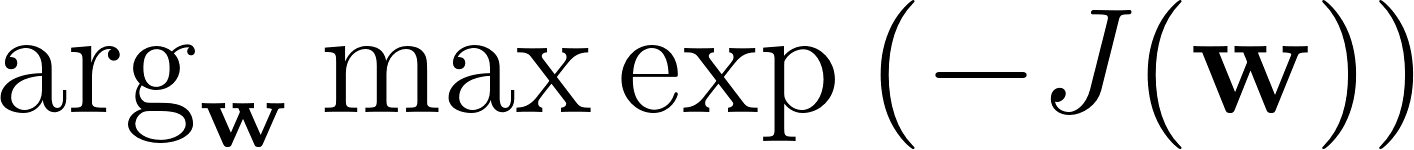 arg_𝐰 max exp (−J(𝐰))